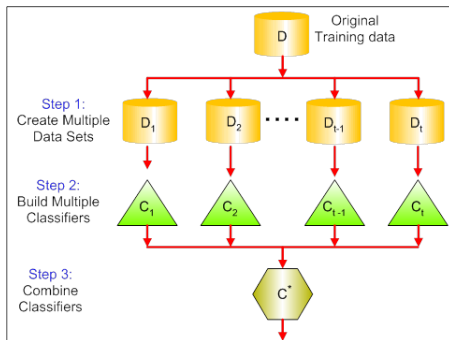 Original
Training data
D
Step 1:
Create Multiple
Data Sets
D1 D2 .... Dt-1 Dt
Step 2:
Build Multiple
Classifiers
C1 C2 Ct-1 Ct
Step 3:
Combine
Classifiers
C*